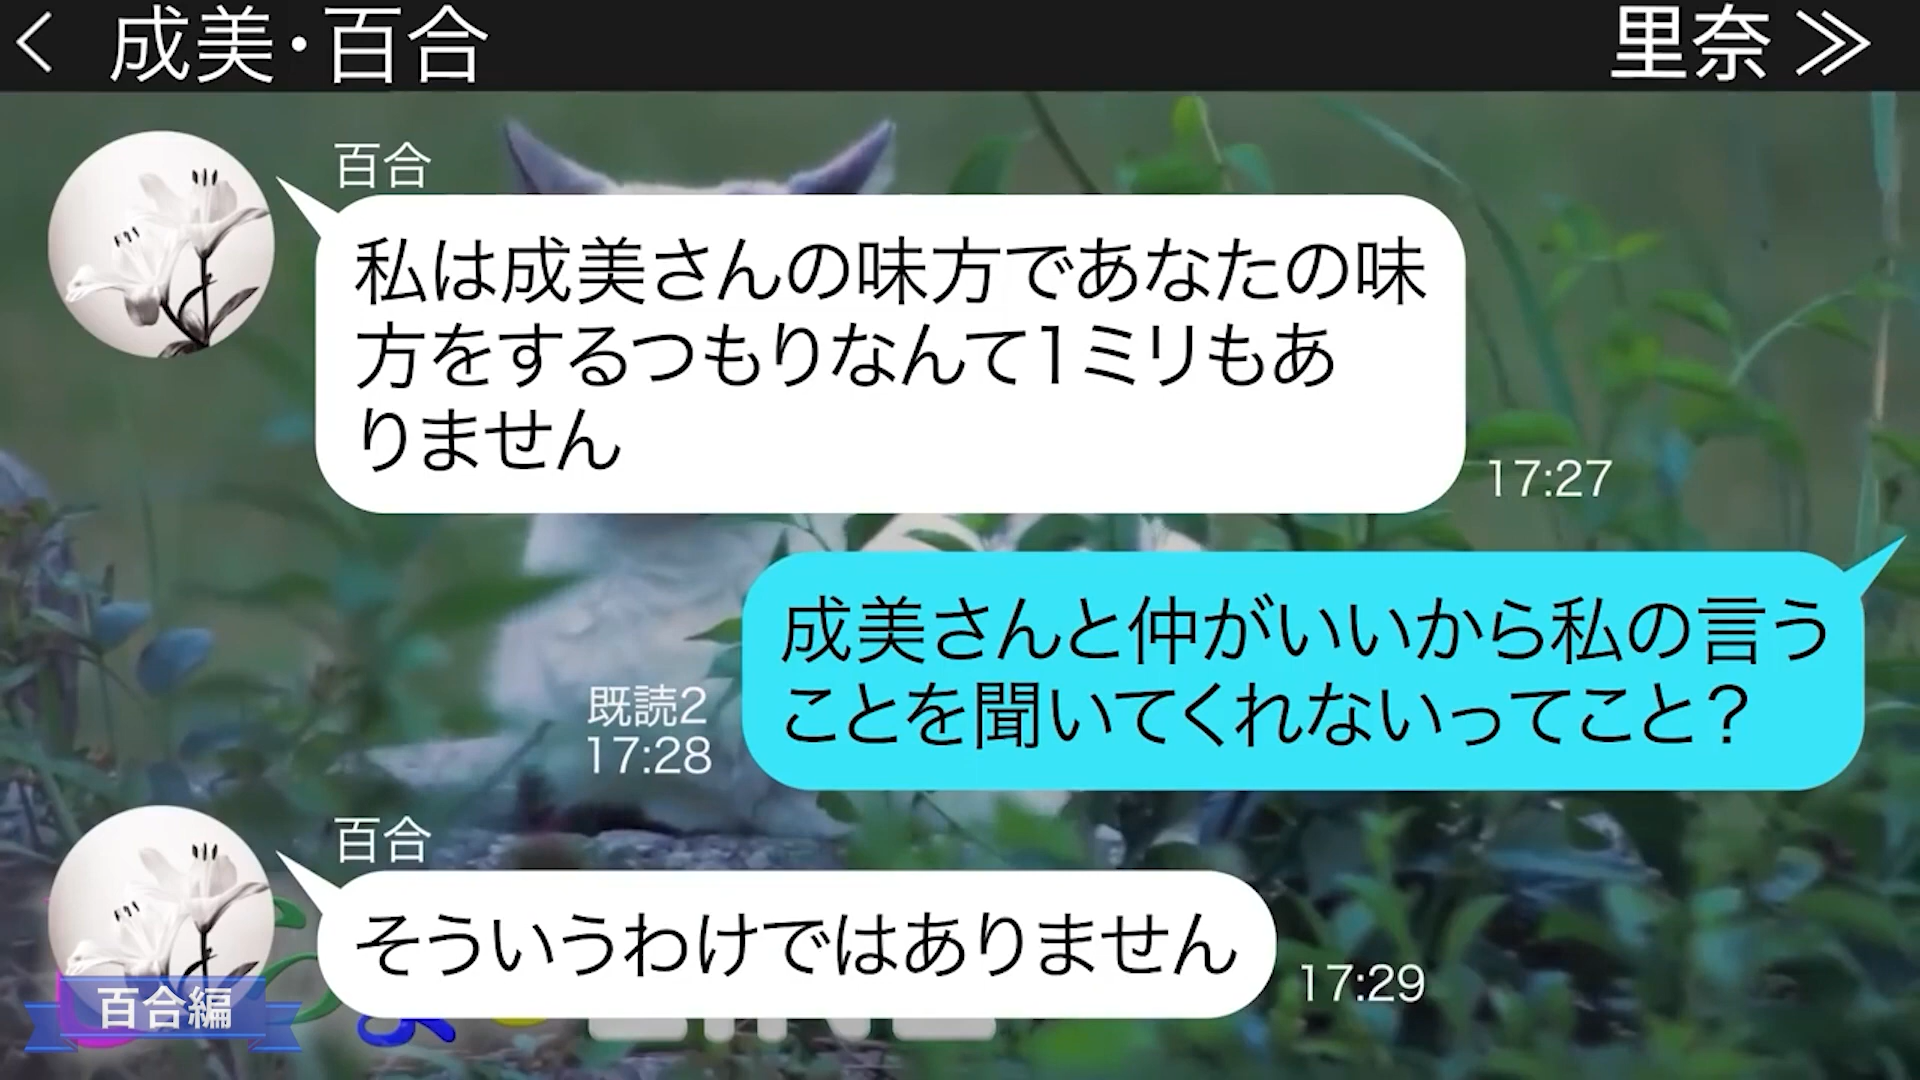 成美・百合
里奈
百合
私は成美さんの味方であなたの味
方をするつもりなんて1ミリもあ
りません
17:27
成美さんと仲がいいから私の言う
ことを聞いてくれないってこと？
既読2
17:28
百合
そういうわけではありません
17:29
百合編